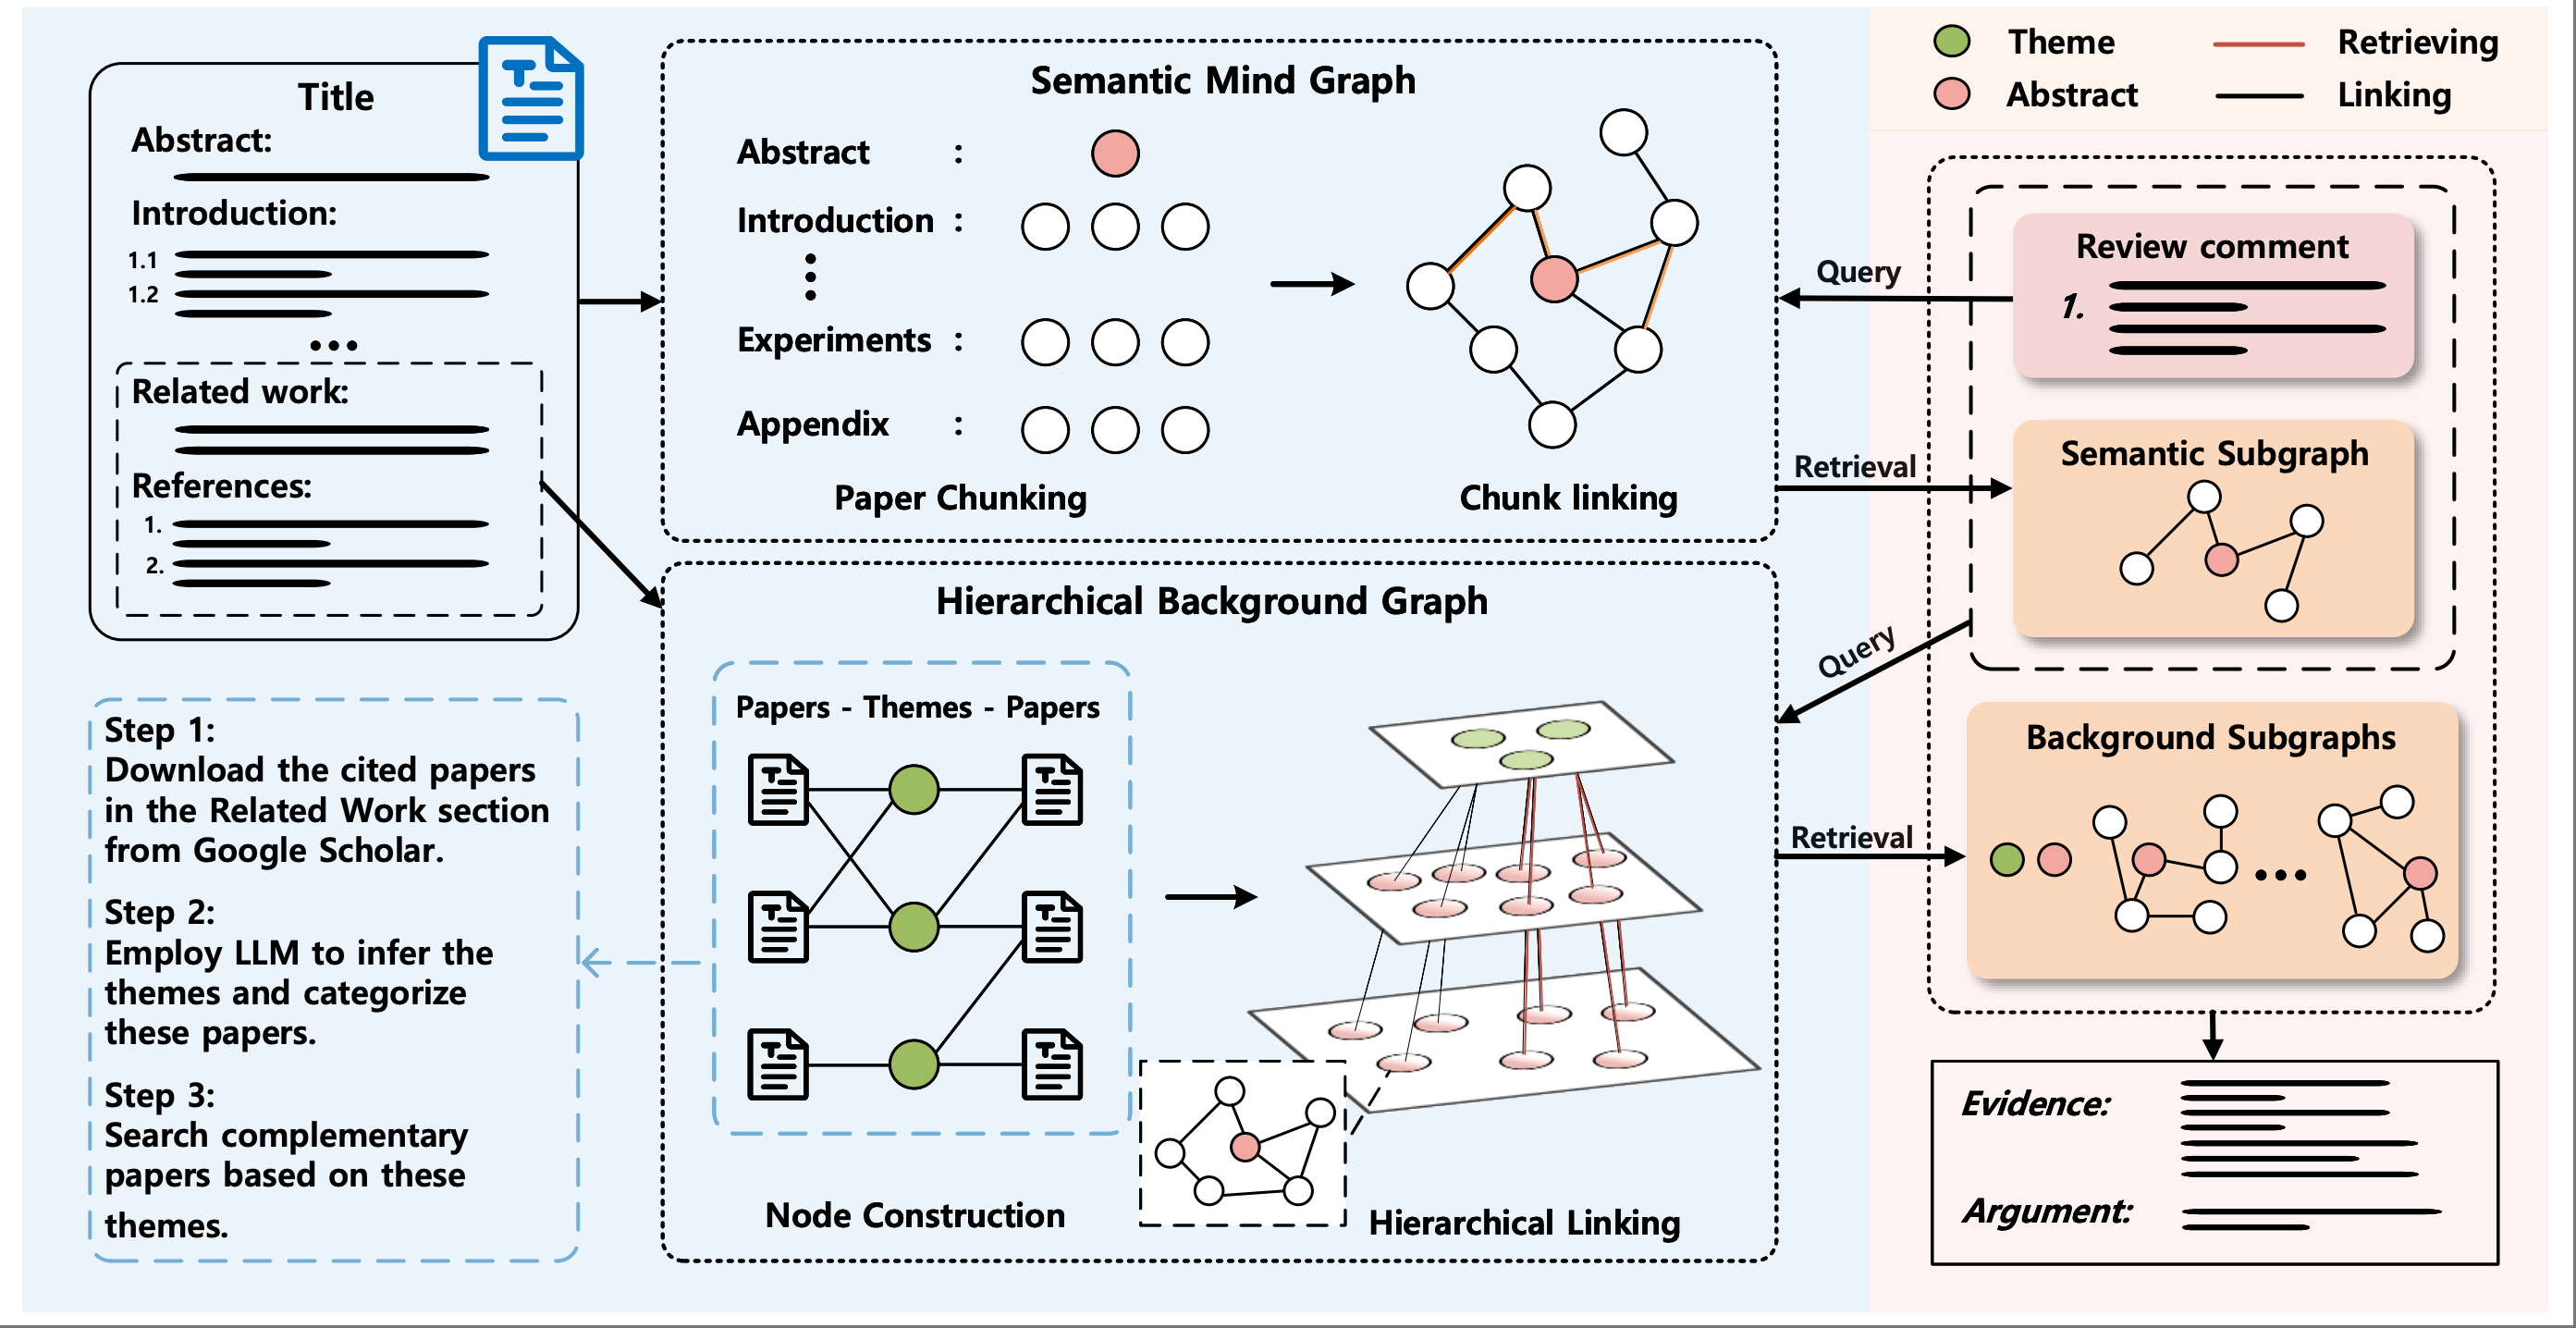 Title
Abstract:
Introduction:
1.1
1.2
...
Related work:
References:
1.
2.
Step 1:
Download the cited papers
in the Related Work section
from Google Scholar.
Step 2:
Employ LLM to infer the
themes and categorize
these papers.
Step 3:
Search complementary
papers based on these
themes.
Semantic Mind Graph
Abstract :
Introduction :
Experiments :
Appendix :
Paper Chunking
Chunk linking
Hierarchical Background Graph
Papers - Themes - Papers
Node Construction
Hierarchical Linking
Theme
Retrieving
Abstract
Linking
Query
Retrieval
Query
Retrieval
Review comment
1.
Semantic Subgraph
Background Subgraphs
...
Evidence:
Argument: